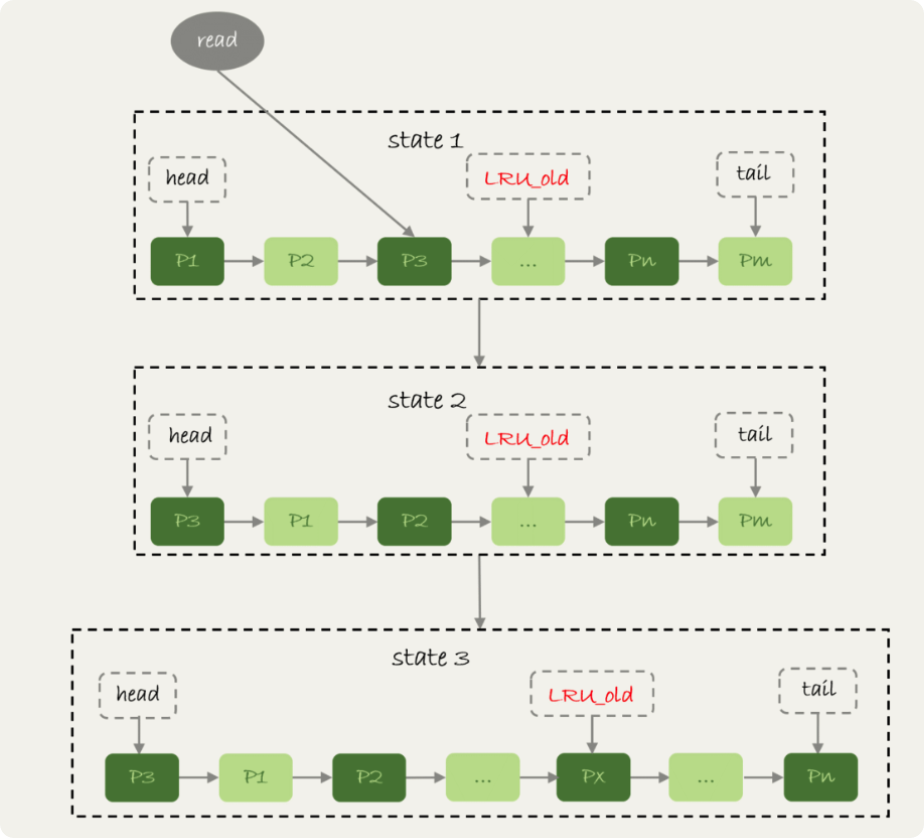 read
state 1
head
LRU_old
tail
P1
P2
P3
...
Pn
Pm
state 2
head
LRU_old
tail
P3
P1
P2
...
Pn
Pm
state 3
head
LRU_old
tail
P3
P1
P2
...
Px
...
Pn